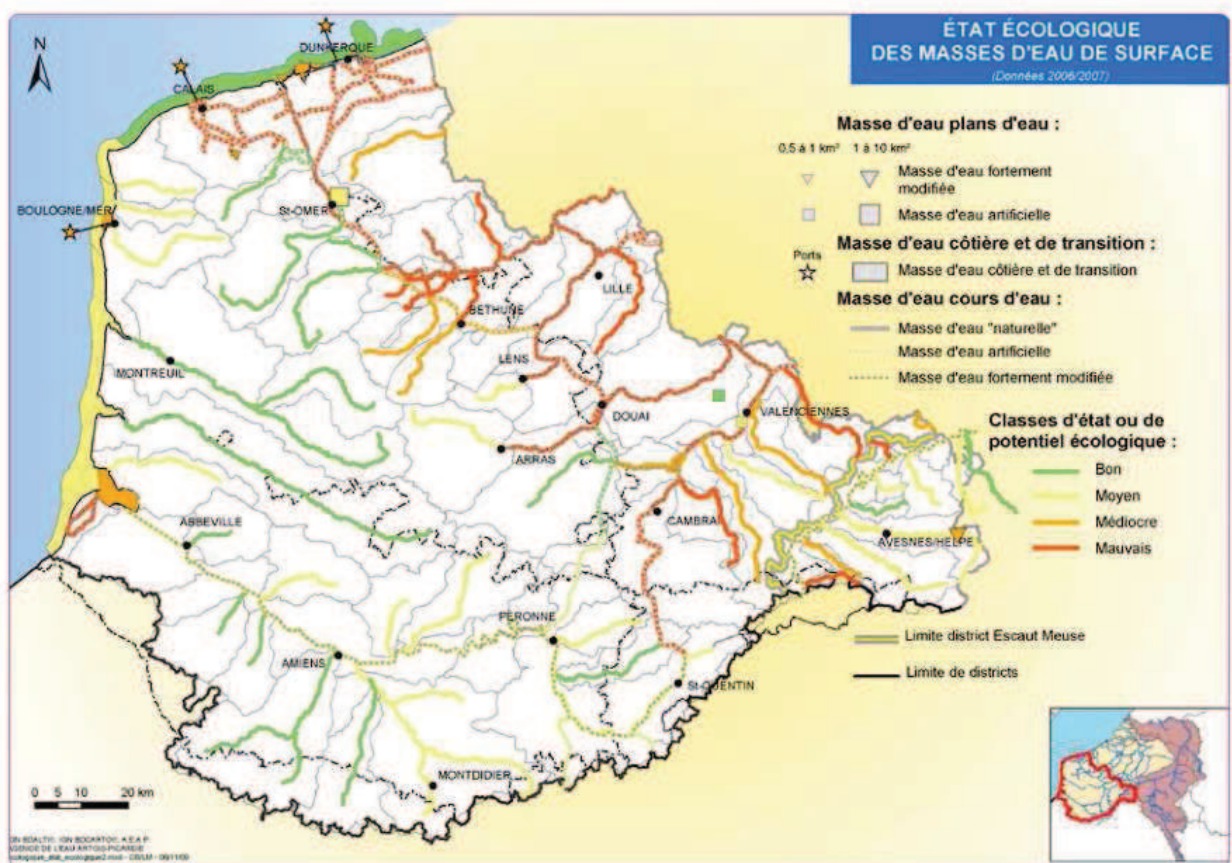 ÉTAT ÉCOLOGIQUE
DES MASSES D'EAU DE SURFACE
(Données 2006/2007)
N
DUNKERQUE
CALAIS
BOULOGNE/MER
St-OMER
LILLE
BETHUNE
LENS
MONTREUIL
DOUAI
VALENCIENNES
ARRAS
CAMBRAI
ABBEVILLE
AVESNES/HELPE
PERONNE
AMIENS
St-QUENTIN
MONTDIDIER
0 5 10 20 km
Masse d'eau plans d'eau :
0,5 à 1 km² 1 à 10 km²
Masse d'eau fortement
modifiée
Masse d'eau artificielle
Masse d'eau côtière et de transition :
Ports
Masse d'eau côtière et de transition
Masse d'eau cours d'eau :
Masse d'eau "naturelle"
Masse d'eau artificielle
Masse d'eau fortement modifiée
Classes d'état ou de
potentiel écologique :
Bon
Moyen
Médiocre
Mauvais
Limite district Escaut Meuse
Limite de districts